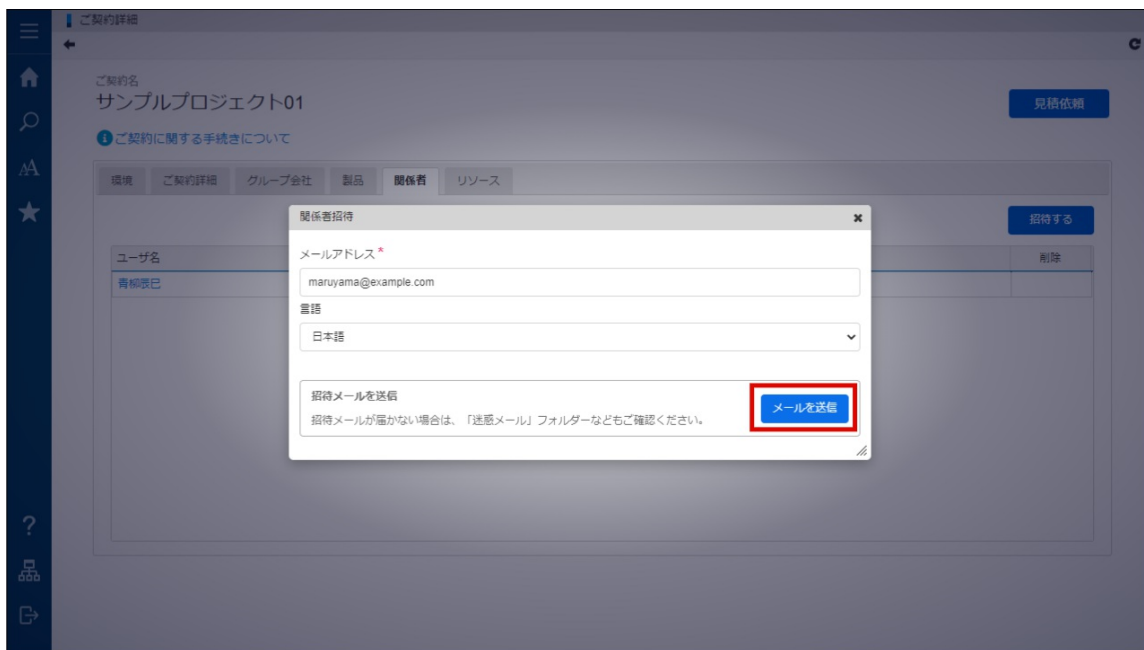 ご契約詳細
ご契約名
サンプルプロジェクト01
見積依頼
ご契約に関する手続きについて
環境 ご契約詳細 グループ会社 製品 関係者 リソース
招待する
関係者招待
ユーザ名
削除
青柳辰巳
メールアドレス*
maruyama@example.com
言語
日本語
招待メールを送信
招待メールが届かない場合は、「迷惑メール」フォルダーなどもご確認ください。
メールを送信